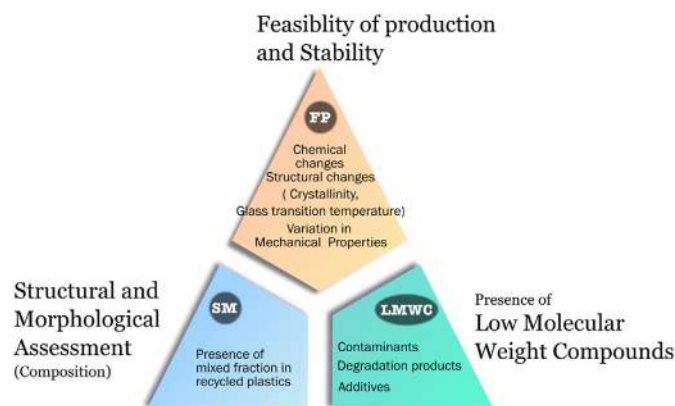 Feasiblity of production
and Stability
FP
Chemical
changes
Structural changes
( Crystallinity,
Glass transition temperature)
Variation in
Mechanical Properties
Structural and
Morphological
Assessment
(Composition)
SM
Presence of
mixed fraction in
recycled plastics
LMWC
Contaminants
Degradation products
Additives
Presence of
Low Molecular
Weight Compounds